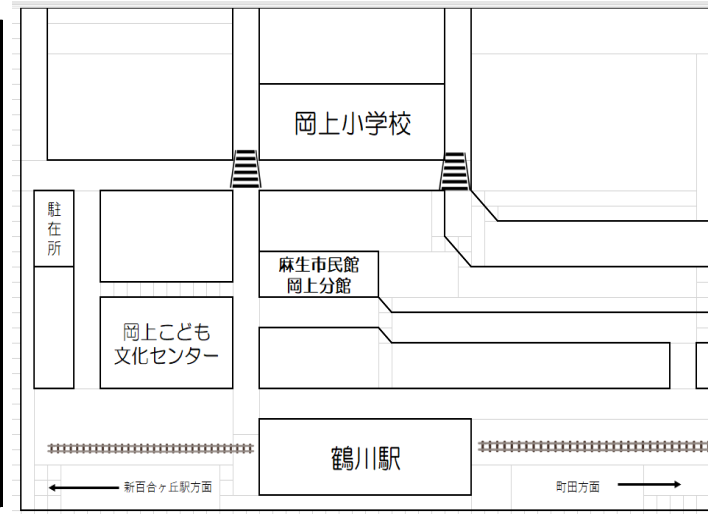 岡上小学校
駐在所
麻生市民館
岡上分館
岡上こども
文化センター
鶴川駅
新百合ヶ丘駅方面
町田方面